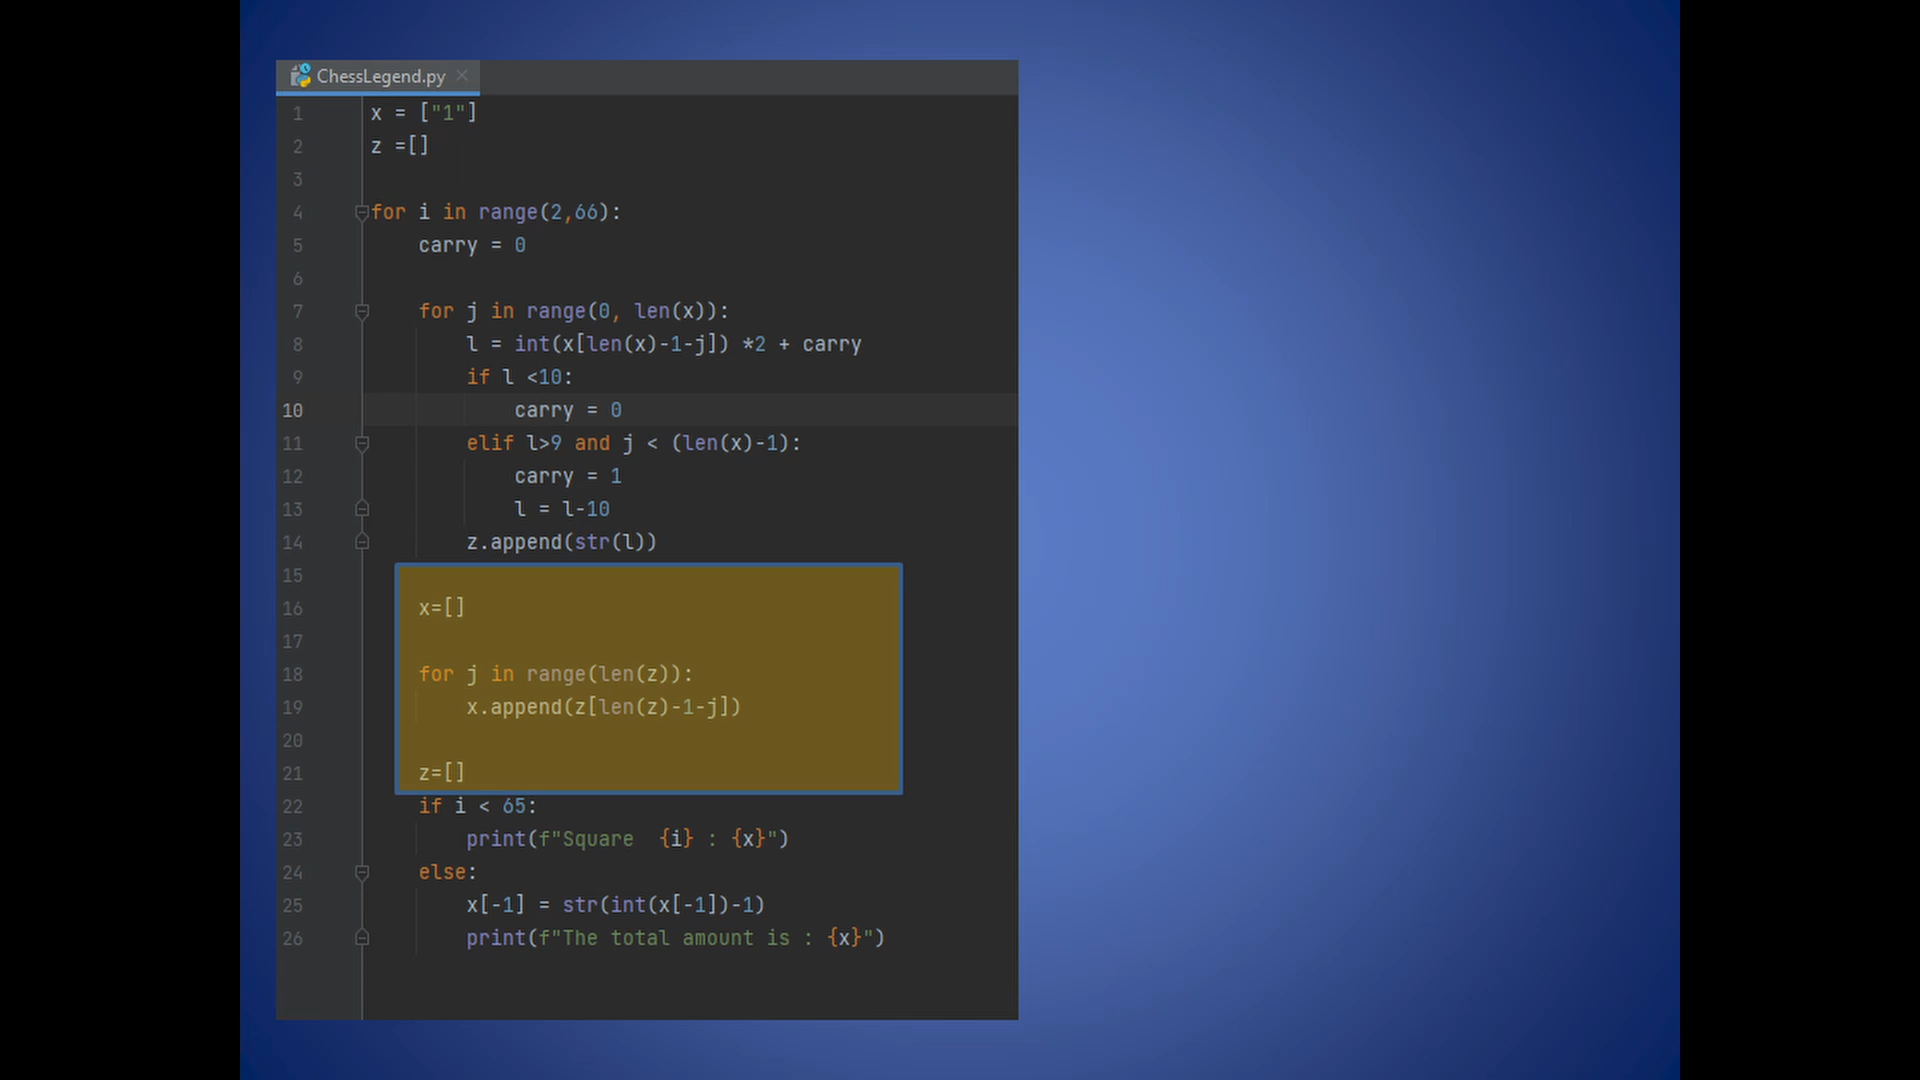 ChessLegend.py
1 x = ["1"]
2 z =[]
3
4 for i in range(2,66):
5     carry = 0
6
7     for j in range(0, len(x)):
8         l = int(x[len(x)-1-j]) *2 + carry
9         if l <10:
10             carry = 0
11         elif l>9 and j < (len(x)-1):
12             carry = 1
13             l = l-10
14         z.append(str(l))
15
16     x=[]
17
18     for j in range(len(z)):
19         x.append(z[len(z)-1-j])
20
21     z=[]
22     if i < 65:
23         print(f"Square  {i} : {x}")
24     else:
25         x[-1] = str(int(x[-1])-1)
26         print(f"The total amount is : {x}")